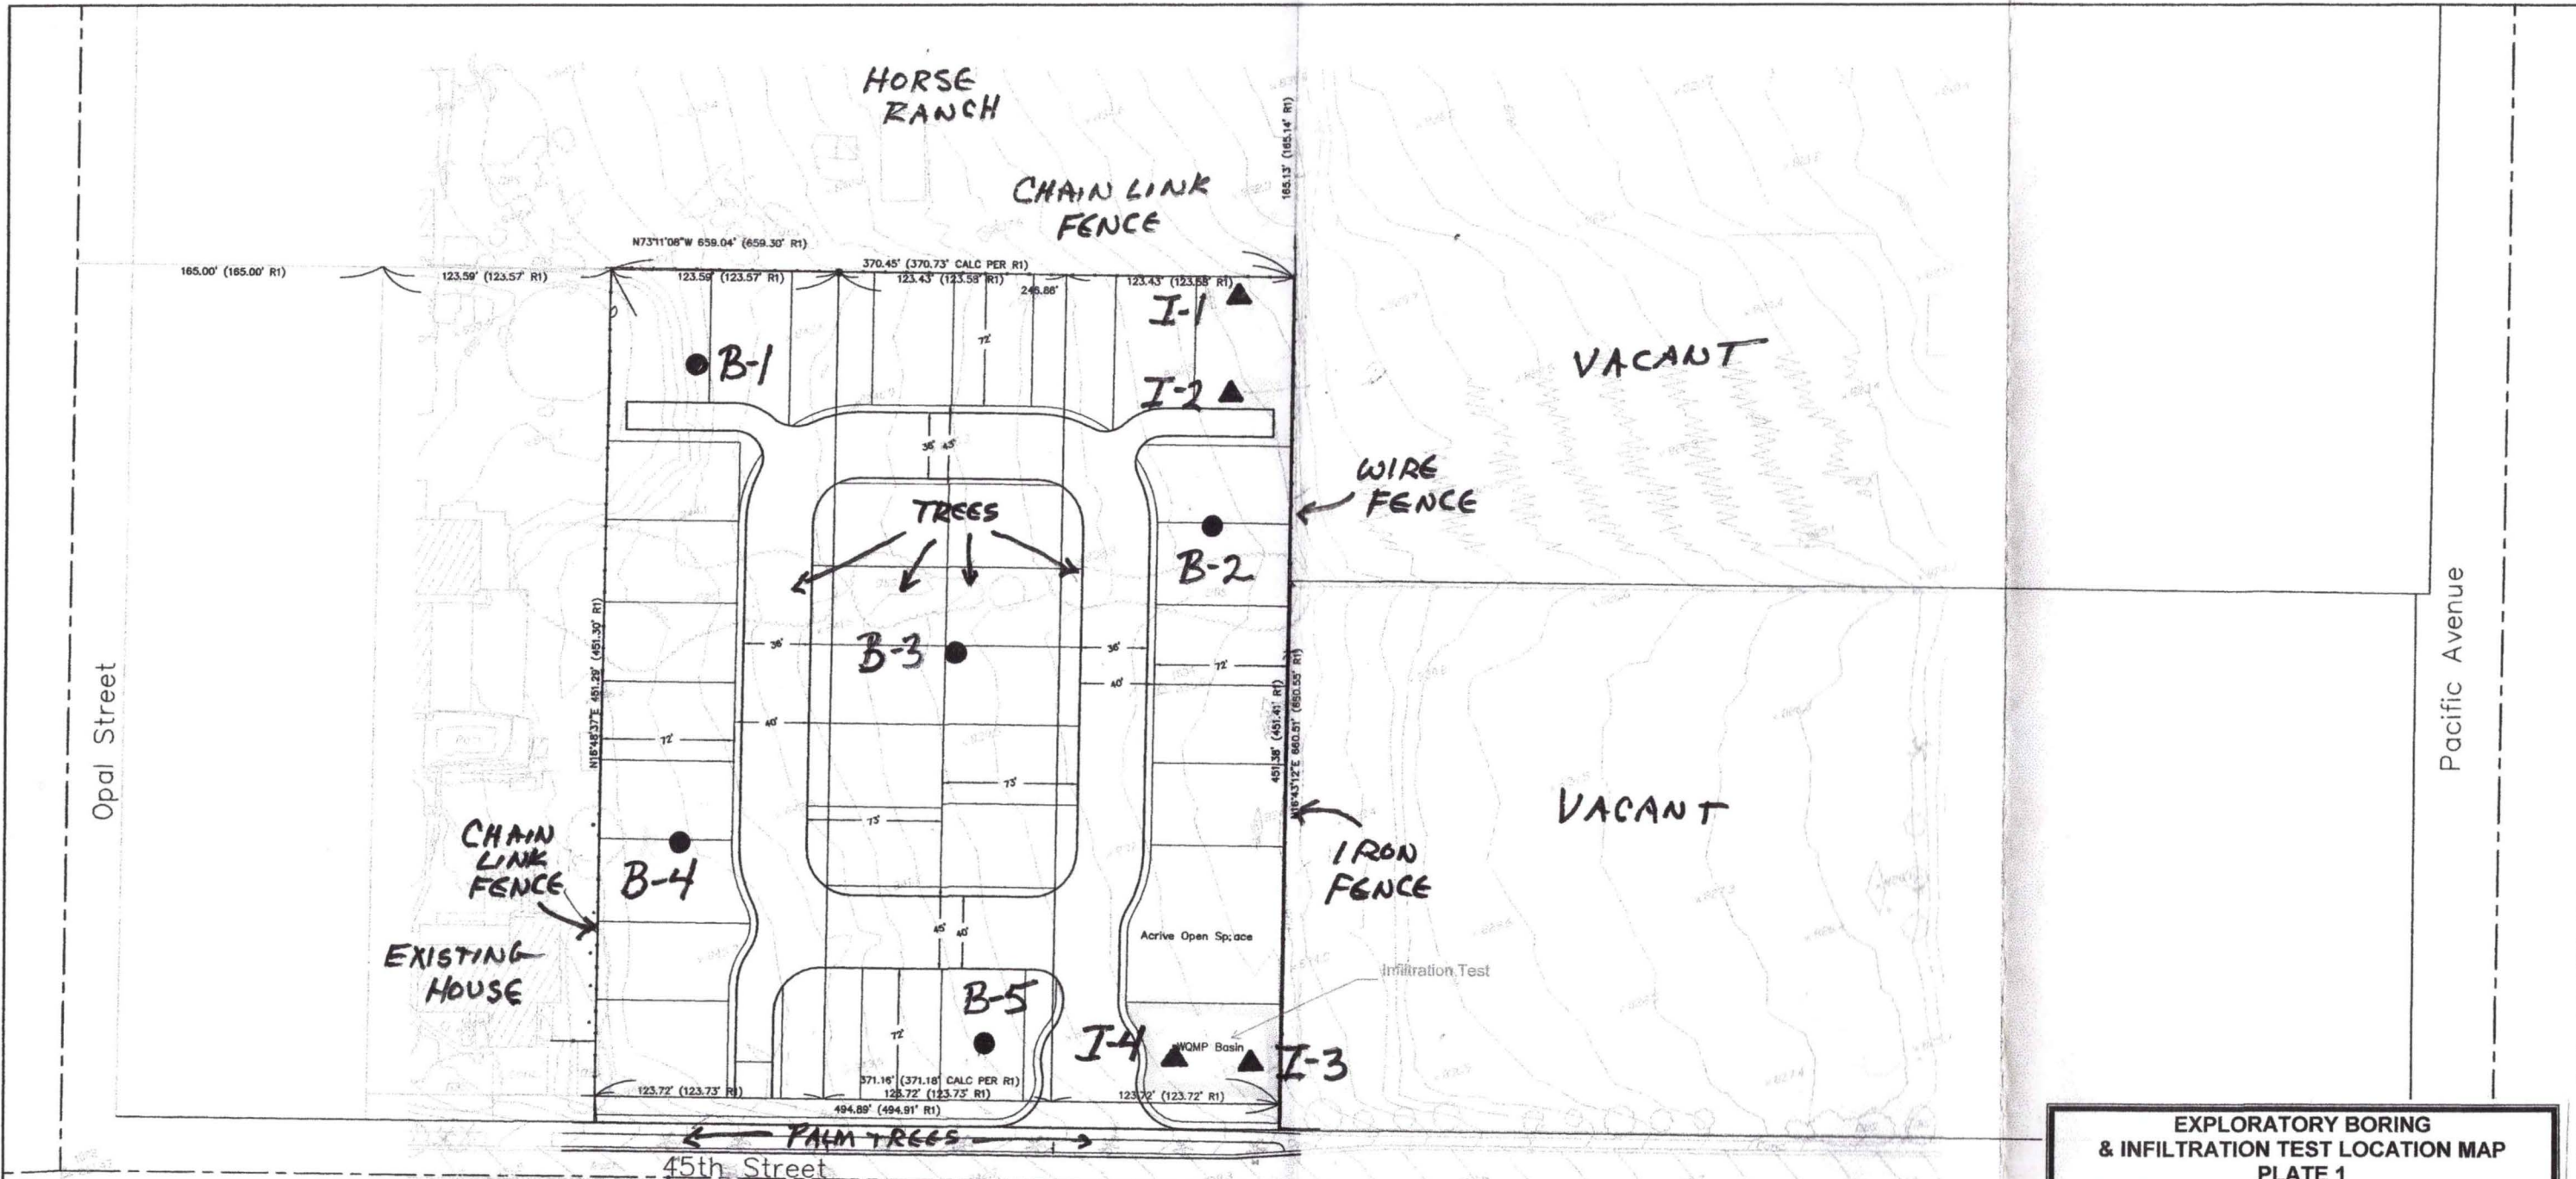 HORSE
RANCH
CHAIN LINK
FENCE
165.13' (165.14' R1)
N73°11'08"W 659.04' (659.30' R1)
165.00' (165.00' R1)
123.59' (123.57' R1)
370.45' (370.73' CALC PER R1)
123.59' (123.57' R1)
123.43' (123.58' R1)
123.43' (123.58' R1)
246.86'
I-1
72'
B-1
I-2
VACANT
36' 45'
WIRE
FENCE
TREES
B-2
B-3
36'
36'
72'
40'
40'
72'
73'
73'
Opal Street
Pacific Avenue
N16°48'37"E 451.29' (451.30' R1)
451.38' (451.41' R1)
N16°43'12"E 660.51' (660.55' R1)
VACANT
CHAIN
LINK
FENCE
B-4
IRON
FENCE
45' 40'
Acrive Open Sp;ace
EXISTING
HOUSE
Infiltration Test
B-5
72'
I-4
WQMP Basin
I-3
371.16' (371.18' CALC PER R1)
123.72' (123.73' R1)
123.72' (123.73' R1)
123.72' (123.72' R1)
494.89' (494.91' R1)
PALM TREES
45th Street
EXPLORATORY BORING
& INFILTRATION TEST LOCATION MAP
PLATE 1